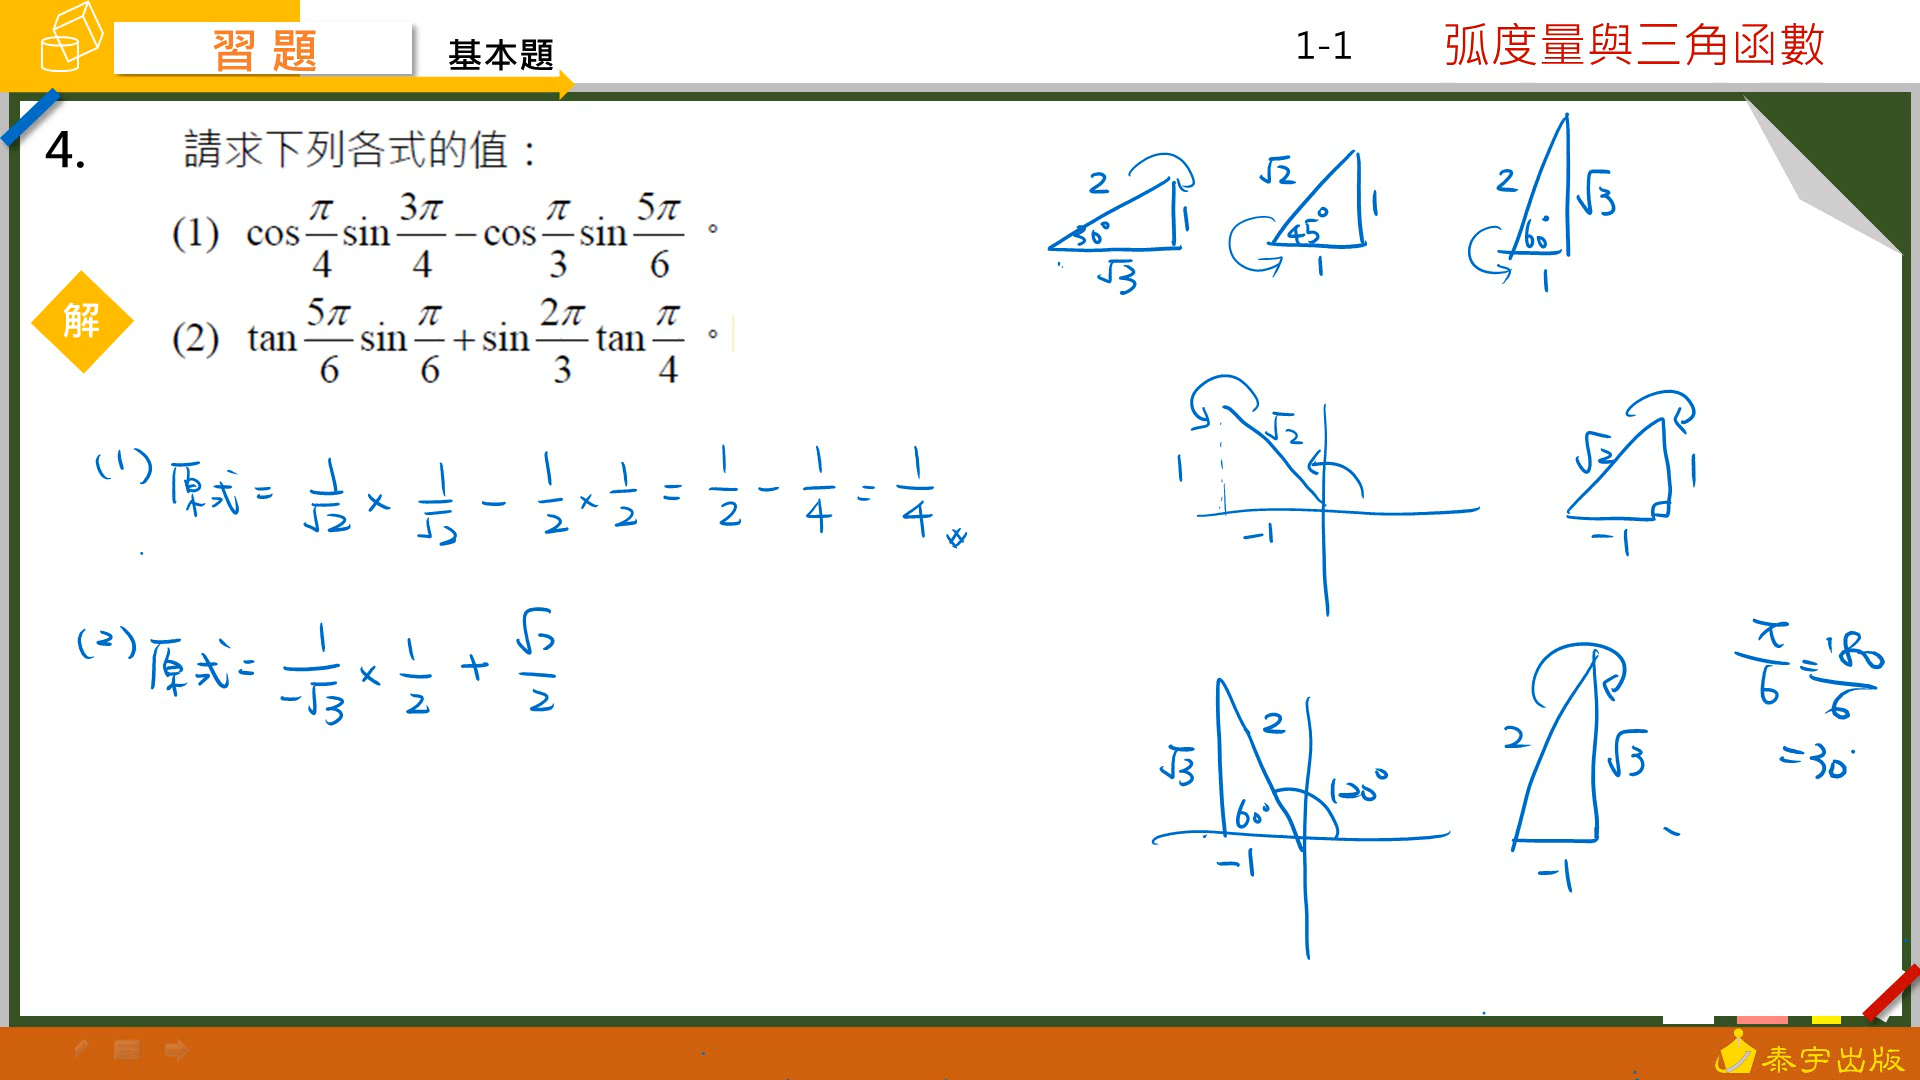 習題 基本題 1-1 弧度量與三角函數
4. 請求下列各式的值：
(1) cos π/4 sin 3π/4 − cos π/3 sin 5π/6 。
解
(2) tan 5π/6 sin π/6 + sin 2π/3 tan π/4 。
2 30° 1 √3
√2 45° 1 1
2 60° √3 1
(1) 原式 = 1/√2 × 1/√2 − 1/2 × 1/2 = 1/2 − 1/4 = 1/4
√2 1 −1
√2 1 −1
(2) 原式 = 1/−√3 × 1/2 + √3/2
√3 2 60° 120° −1
2 √3 −1
π/6 = 180/6
= 30°
泰宇出版